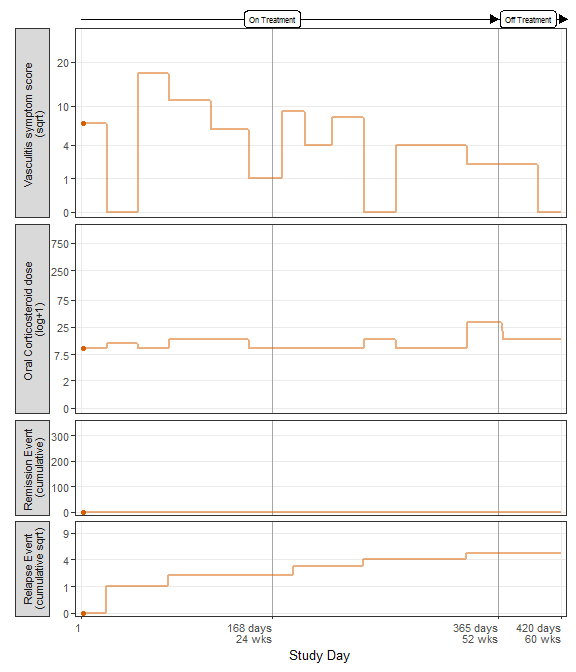 On Treatment
Off Treatment
Vasculitis symptom score
(sqrt)
20
10
4
1
0
Oral Corticosteroid dose
(log+1)
750
250
75
25
7.5
2
0
Remission Event
(cumulative)
300
200
100
0
Relapse Event
(cumulative sqrt)
9
4
1
0
1
168 days
24 wks
365 days
52 wks
420 days
60 wks
Study Day